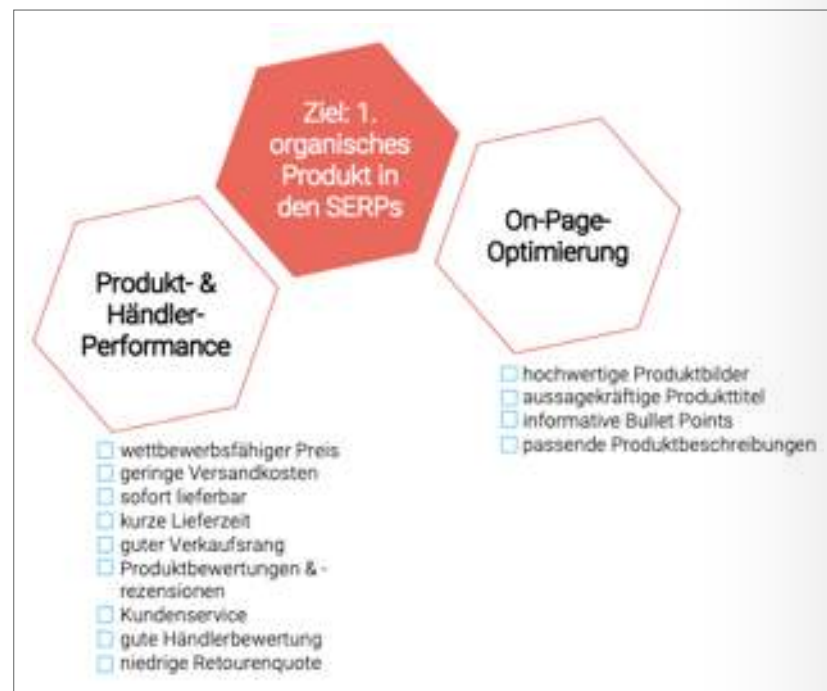 Ziel: 1.
organisches
Produkt in
den SERPs
Produkt- &
Händler-
Performance
wettbewerbsfähiger Preis
geringe Versandkosten
sofort lieferbar
kurze Lieferzeit
guter Verkaufsrang
Produktbewertungen & -
rezensionen
Kundenservice
gute Händlerbewertung
niedrige Retourenquote
On-Page-
Optimierung
hochwertige Produktbilder
aussagekräftige Produkttitel
informative Bullet Points
passende Produktbeschreibungen